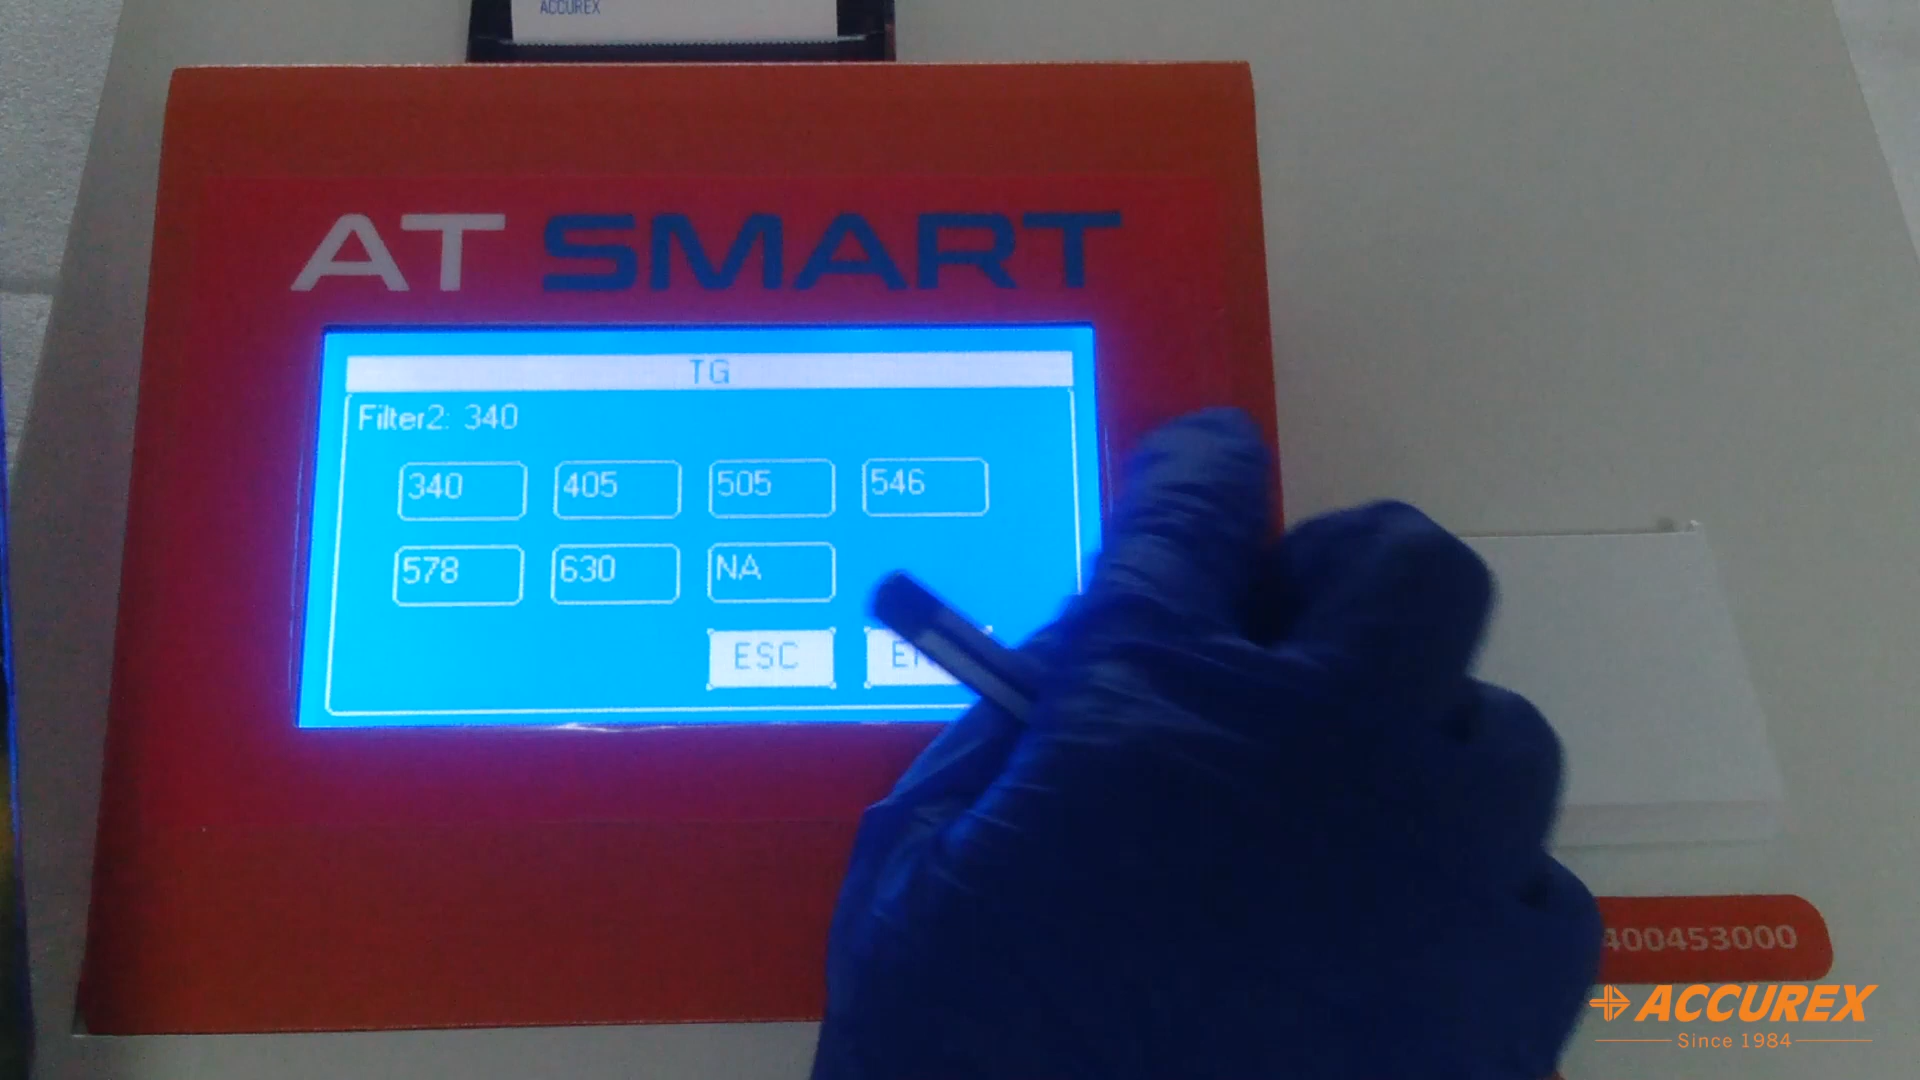 ACCUREX
AT SMART
TG
Filter2: 340
340 405 505 546
578 630 NA
ESC
400453000
ACCUREX
Since 1984